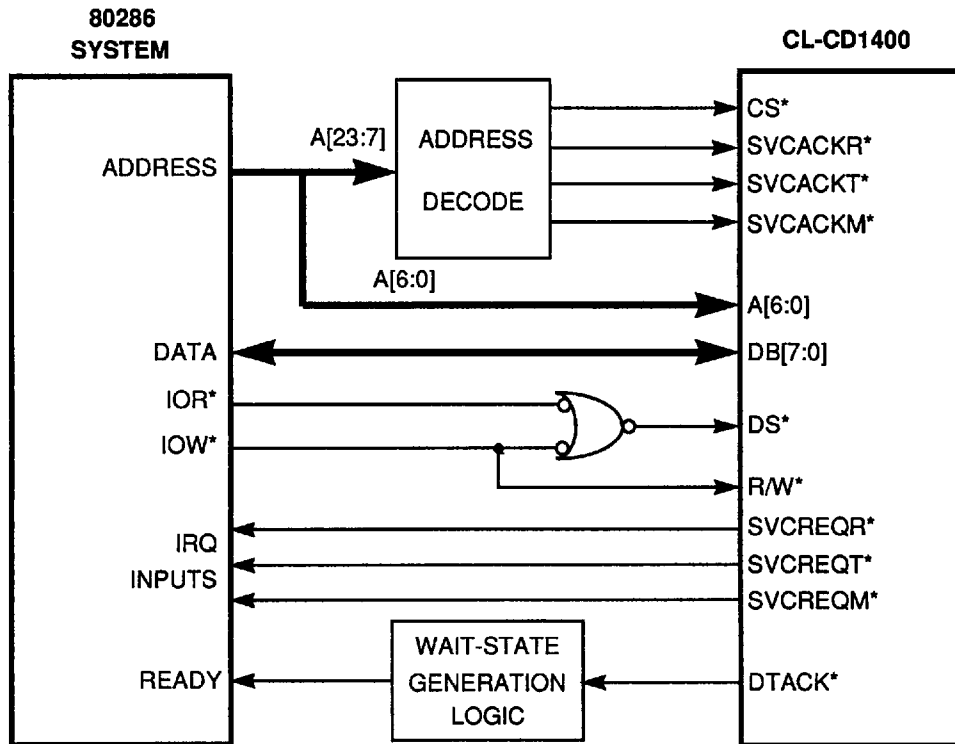 80286
SYSTEM
CL-CD1400
ADDRESS
A[23:7]
ADDRESS
DECODE
CS*
SVCACKR*
SVCACKT*
SVCACKM*
A[6:0]
A[6:0]
DATA
DB[7:0]
IOR*
IOW*
DS*
R/W*
IRQ
INPUTS
SVCREQR*
SVCREQT*
SVCREQM*
READY
WAIT-STATE
GENERATION
LOGIC
DTACK*